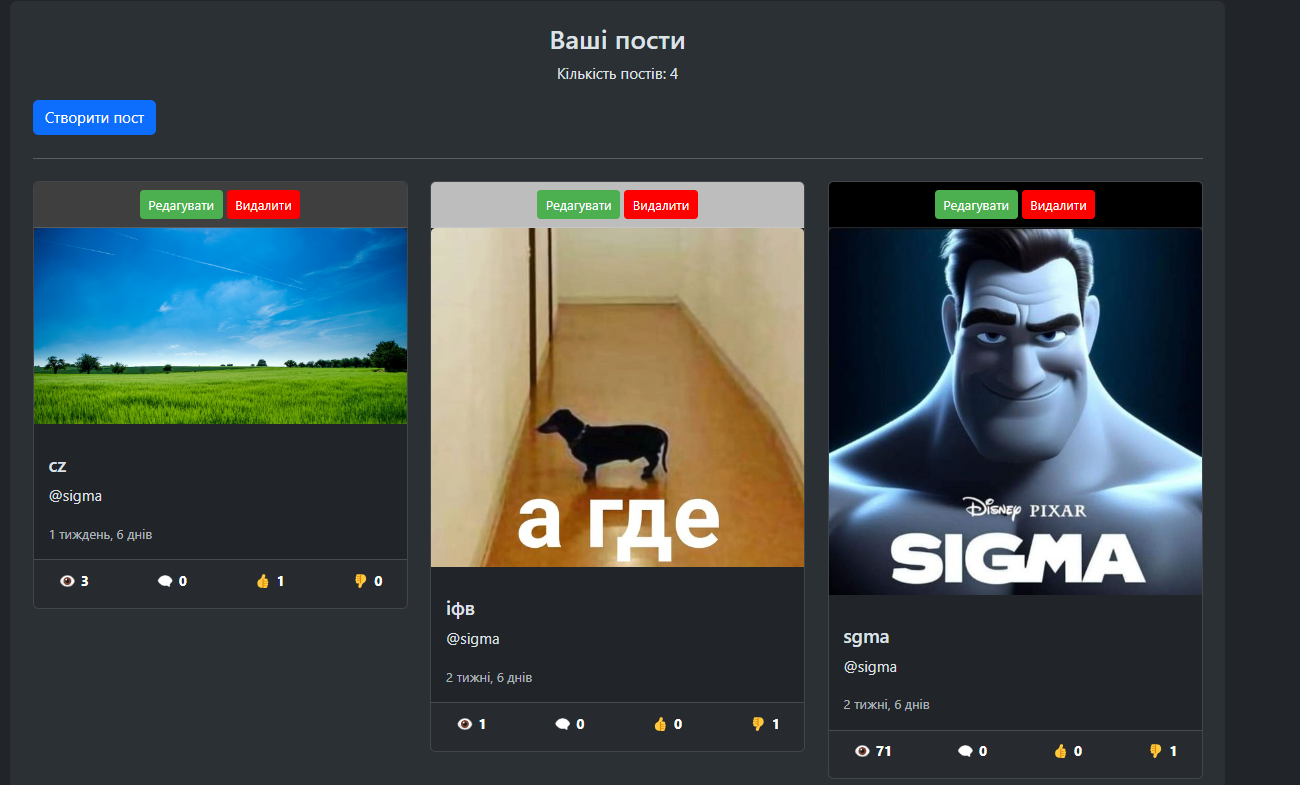 Ваші пости
Кількість постів: 4
Створити пост
Редагувати Видалити
cz
@sigma
1 тиждень, 6 днів
3 0 1 0
Редагувати Видалити
а где
іфв
@sigma
2 тижні, 6 днів
1 0 0 1
Редагувати Видалити
DISNEY PIXAR
SIGMA
sgma
@sigma
2 тижні, 6 днів
71 0 0 1